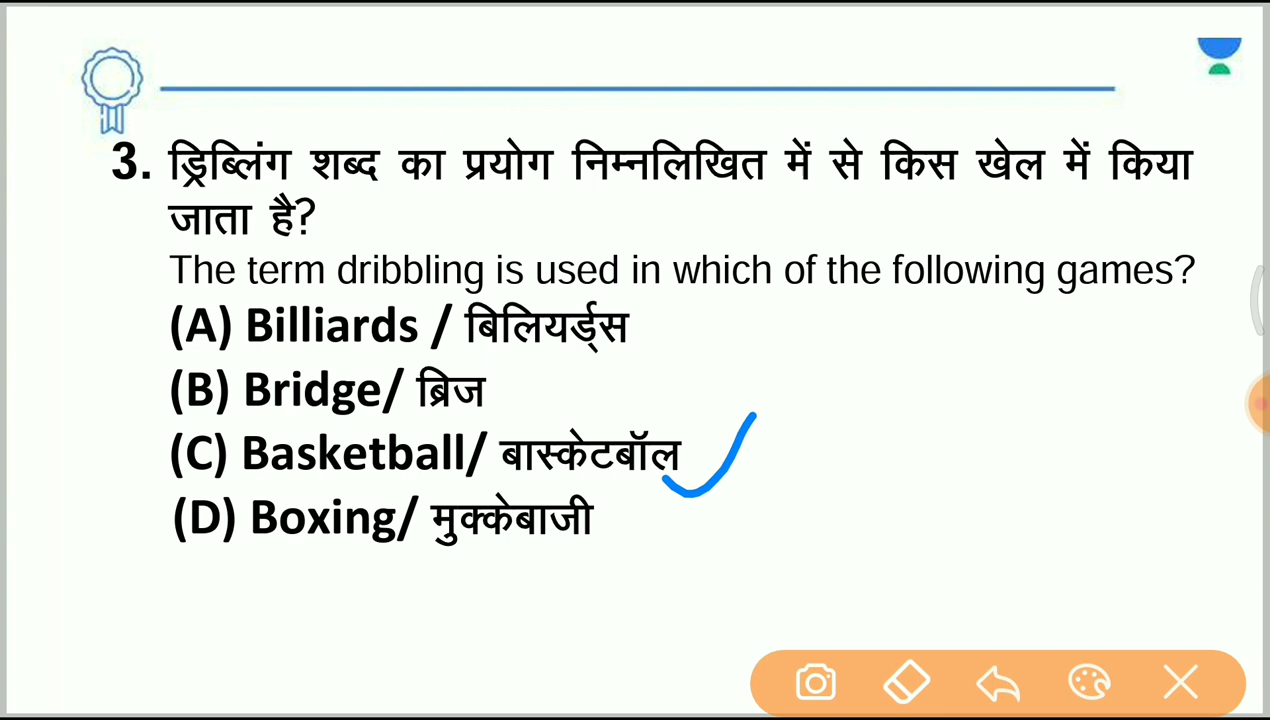 3. ड्रिब्लिंग शब्द का प्रयोग निम्नलिखित में से किस खेल में किया
जाता है?
The term dribbling is used in which of the following games?
(A) Billiards / बिलियर्ड्स
(B) Bridge/ ब्रिज
(C) Basketball/ बास्केटबॉल
(D) Boxing/ मुक्केबाजी